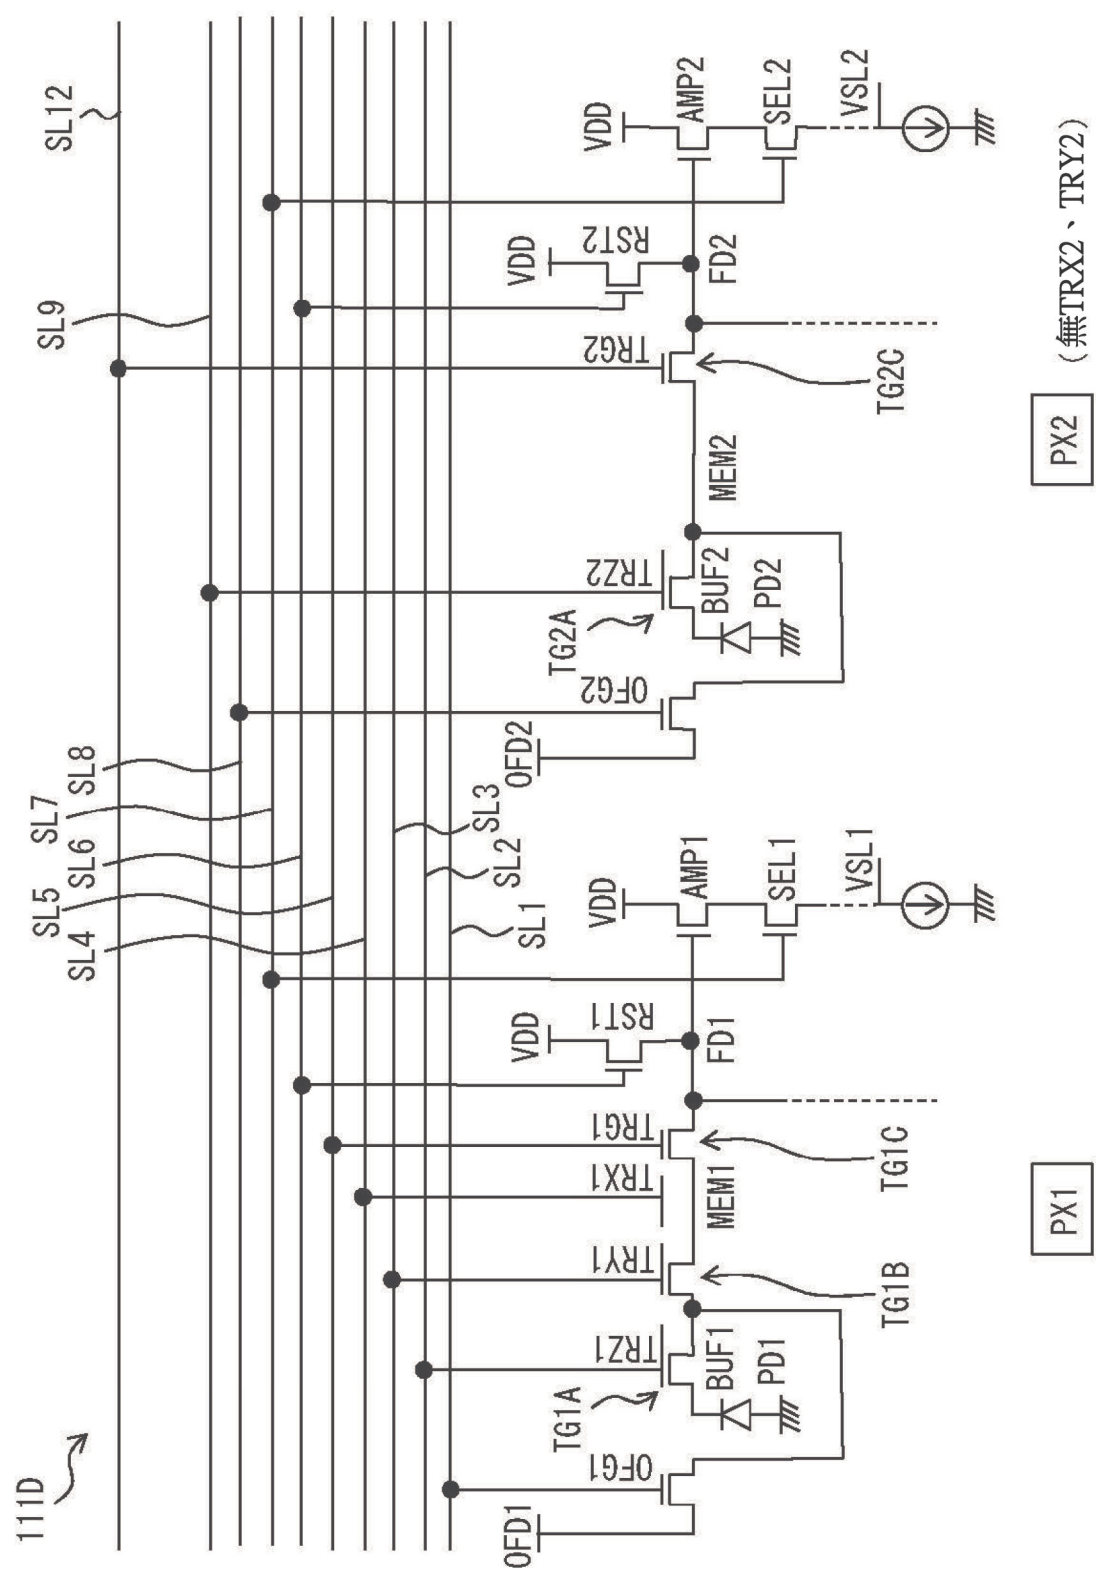 111D
SL12
SL9
SL8
SL7
SL6
SL5
SL4
SL3
SL2
SL1
OFD1
OFG1
TG1A
TRZ1
BUF1
PD1
TRY1
TG1B
TRX1
MEM1
TRG1
TG1C
VDD
RST1
FD1
VDD
AMP1
SEL1
VSL1
PX1
OFD2
OFG2
TG2A
TRZ2
BUF2
PD2
MEM2
TRG2
TG2C
VDD
RST2
FD2
VDD
AMP2
SEL2
VSL2
PX2
(無TRX2、TRY2)